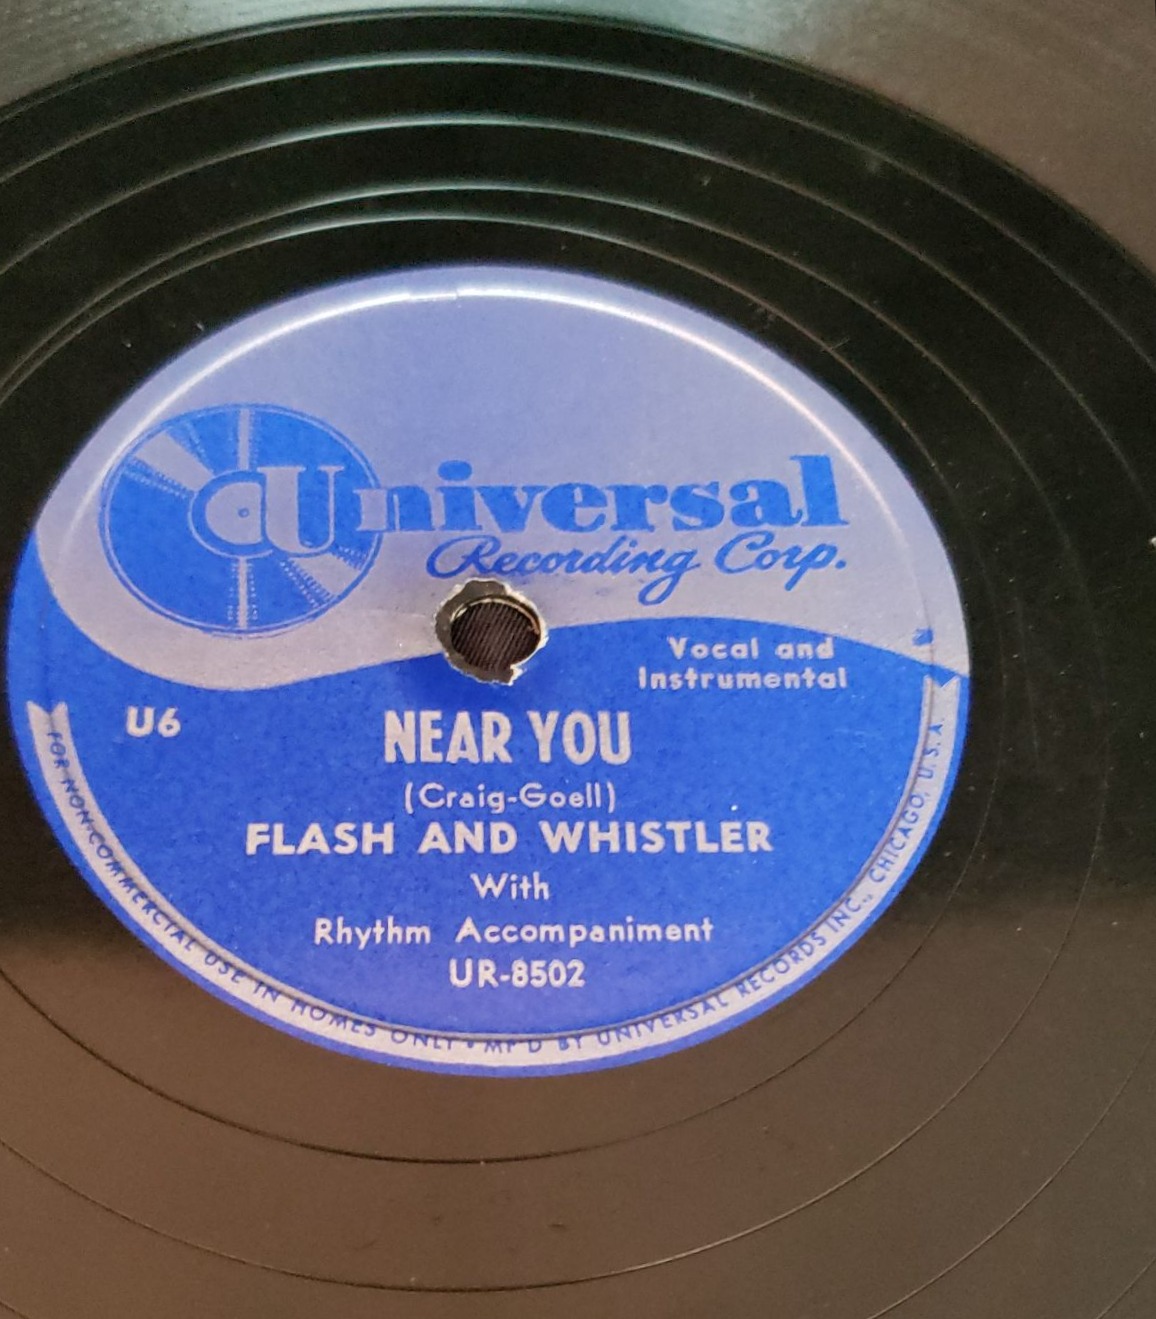 Universal
Recording Corp.
Vocal and
Instrumental
U6
NEAR YOU
(Craig-Goell)
FLASH AND WHISTLER
With
Rhythm Accompaniment
UR-8502
FOR NON-COMMERCIAL USE IN HOMES ONLY • MF'D BY UNIVERSAL RECORDS INC., CHICAGO, U.S.A.